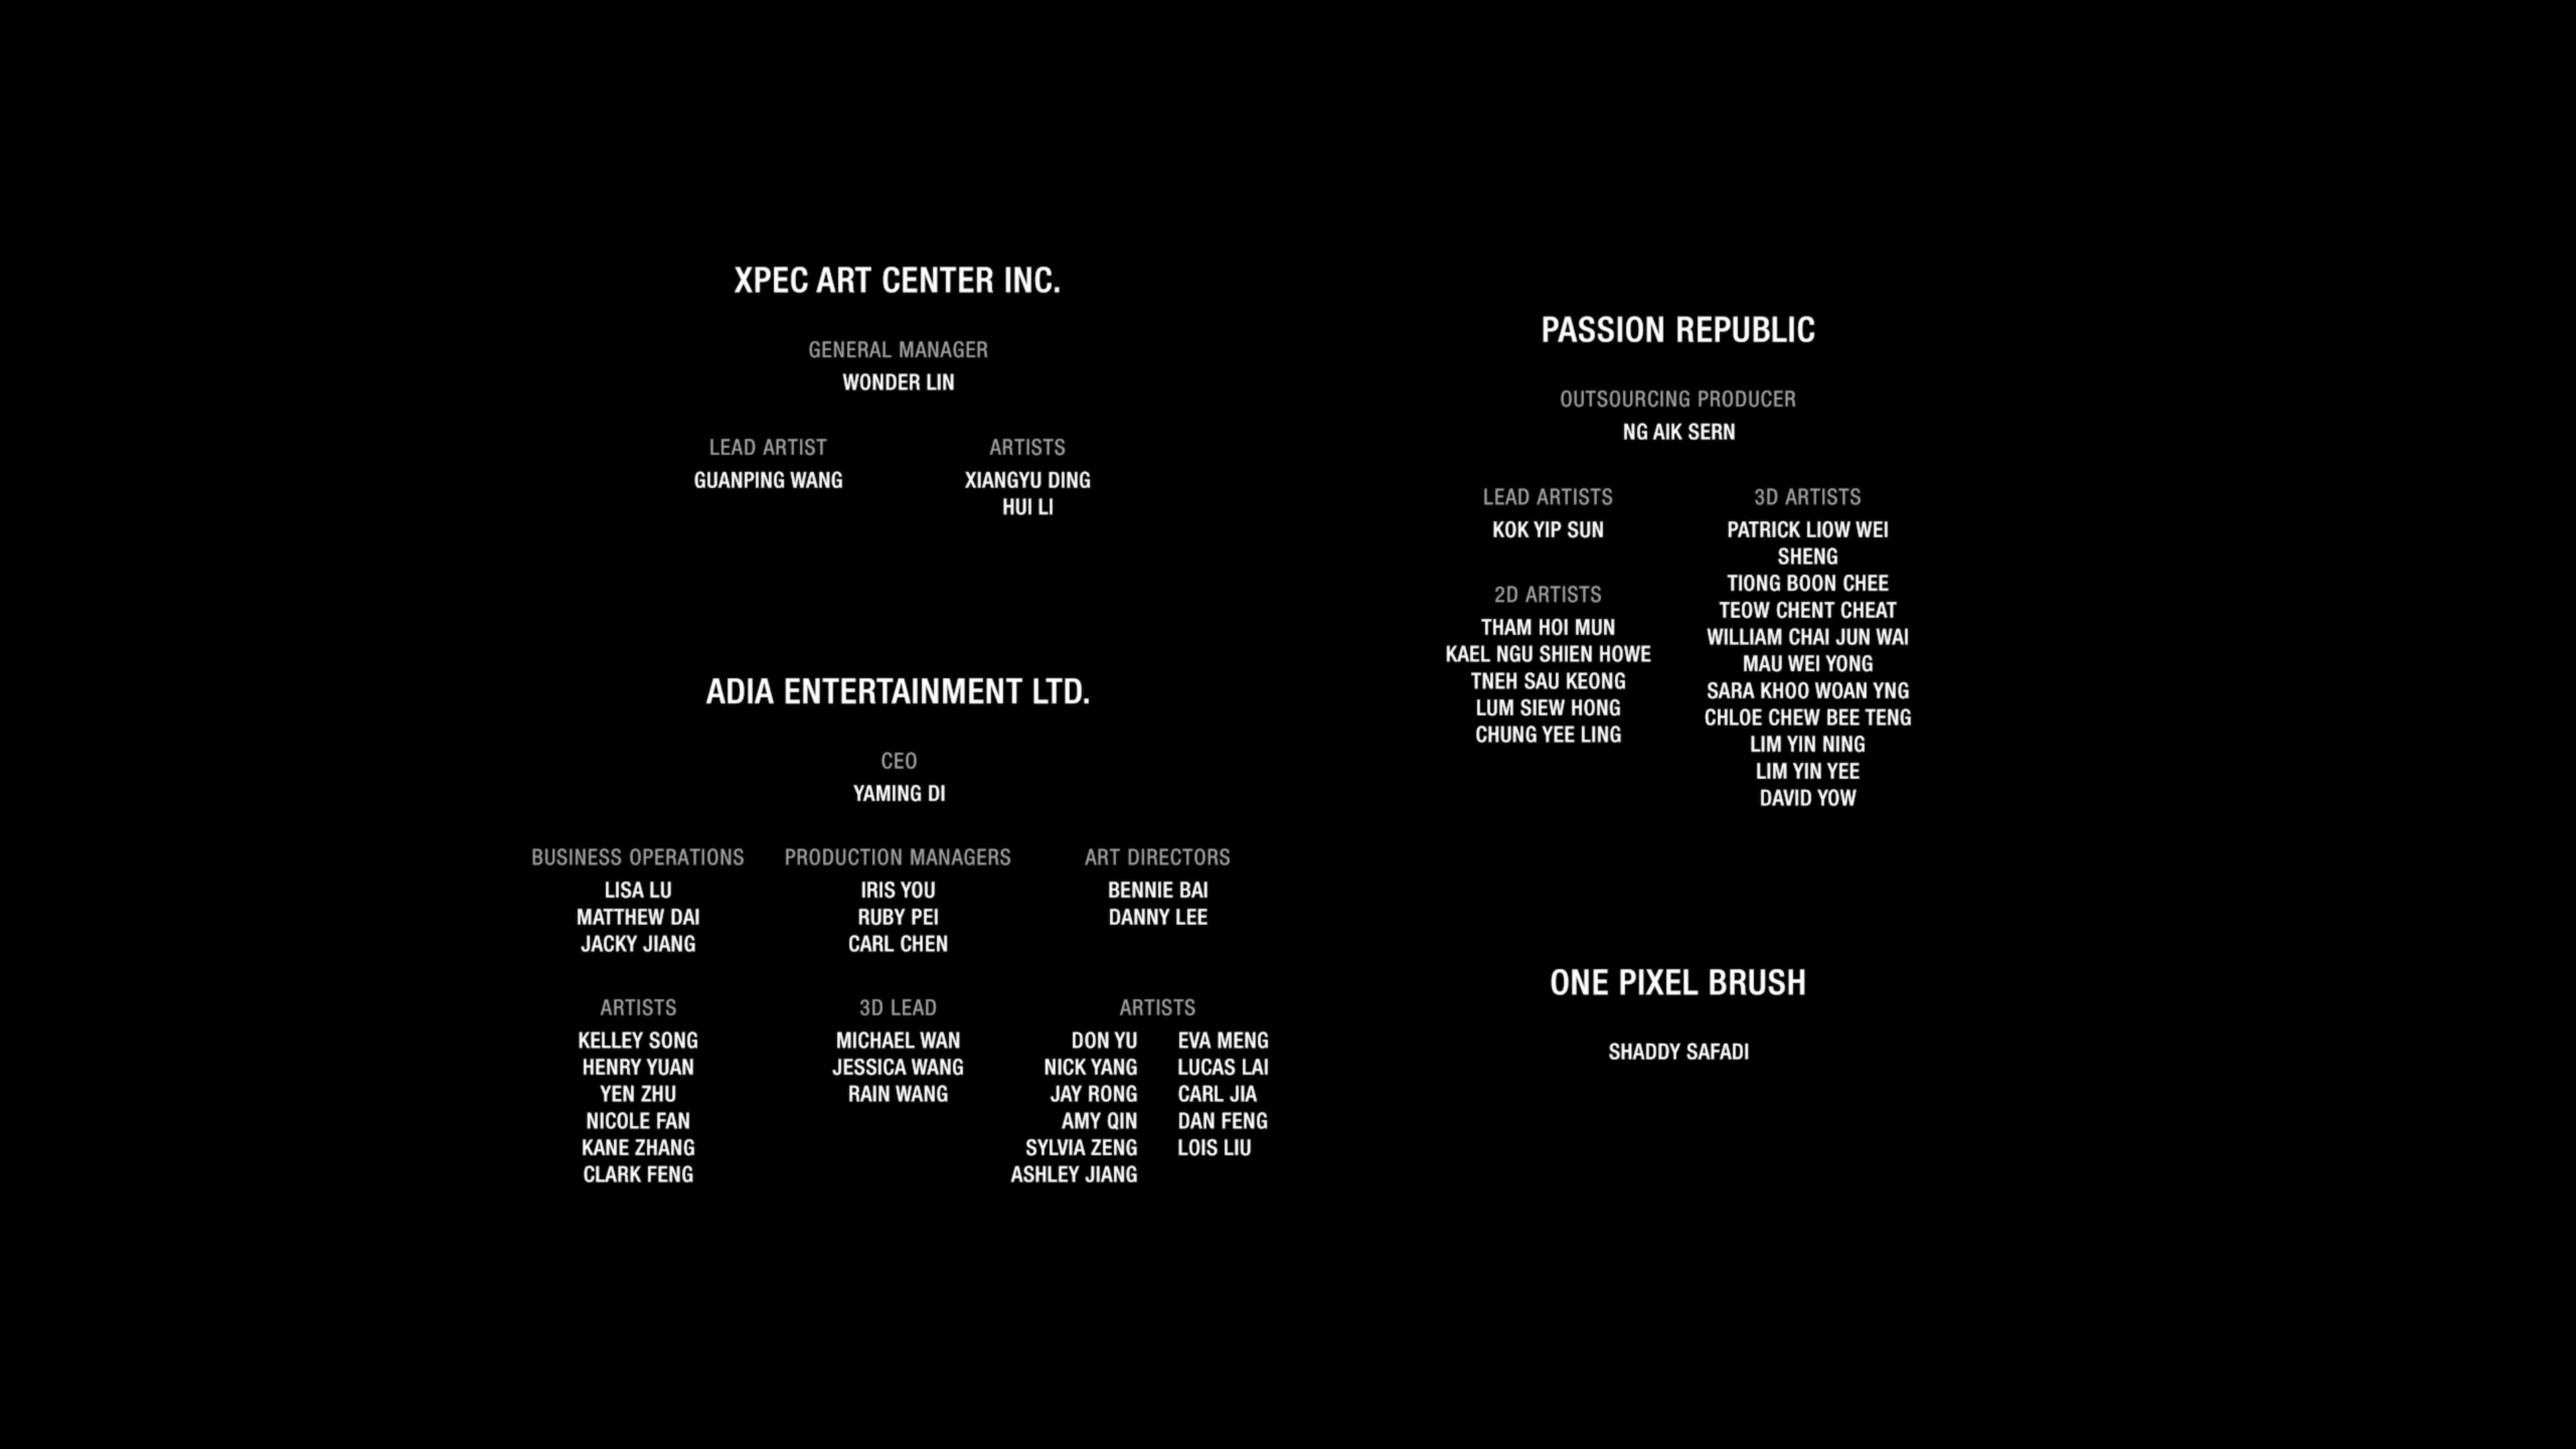 XPEC ART CENTER INC.
GENERAL MANAGER
WONDER LIN
LEAD ARTIST
GUANPING WANG
ARTISTS
XIANGYU DING
HUI LI
ADIA ENTERTAINMENT LTD.
CEO
YAMING DI
BUSINESS OPERATIONS
LISA LU
MATTHEW DAI
JACKY JIANG
PRODUCTION MANAGERS
IRIS YOU
RUBY PEI
CARL CHEN
ART DIRECTORS
BENNIE BAI
DANNY LEE
ARTISTS
KELLEY SONG
HENRY YUAN
YEN ZHU
NICOLE FAN
KANE ZHANG
CLARK FENG
3D LEAD
MICHAEL WAN
JESSICA WANG
RAIN WANG
ARTISTS
DON YU
NICK YANG
JAY RONG
AMY QIN
SYLVIA ZENG
ASHLEY JIANG
EVA MENG
LUCAS LAI
CARL JIA
DAN FENG
LOIS LIU
PASSION REPUBLIC
OUTSOURCING PRODUCER
NG AIK SERN
LEAD ARTISTS
KOK YIP SUN
2D ARTISTS
THAM HOI MUN
KAEL NGU SHIEN HOWE
TNEH SAU KEONG
LUM SIEW HONG
CHUNG YEE LING
3D ARTISTS
PATRICK LIOW WEI
SHENG
TIONG BOON CHEE
TEOW CHENT CHEAT
WILLIAM CHAI JUN WAI
MAU WEI YONG
SARA KHOO WOAN YNG
CHLOE CHEW BEE TENG
LIM YIN NING
LIM YIN YEE
DAVID YOW
ONE PIXEL BRUSH
SHADDY SAFADI